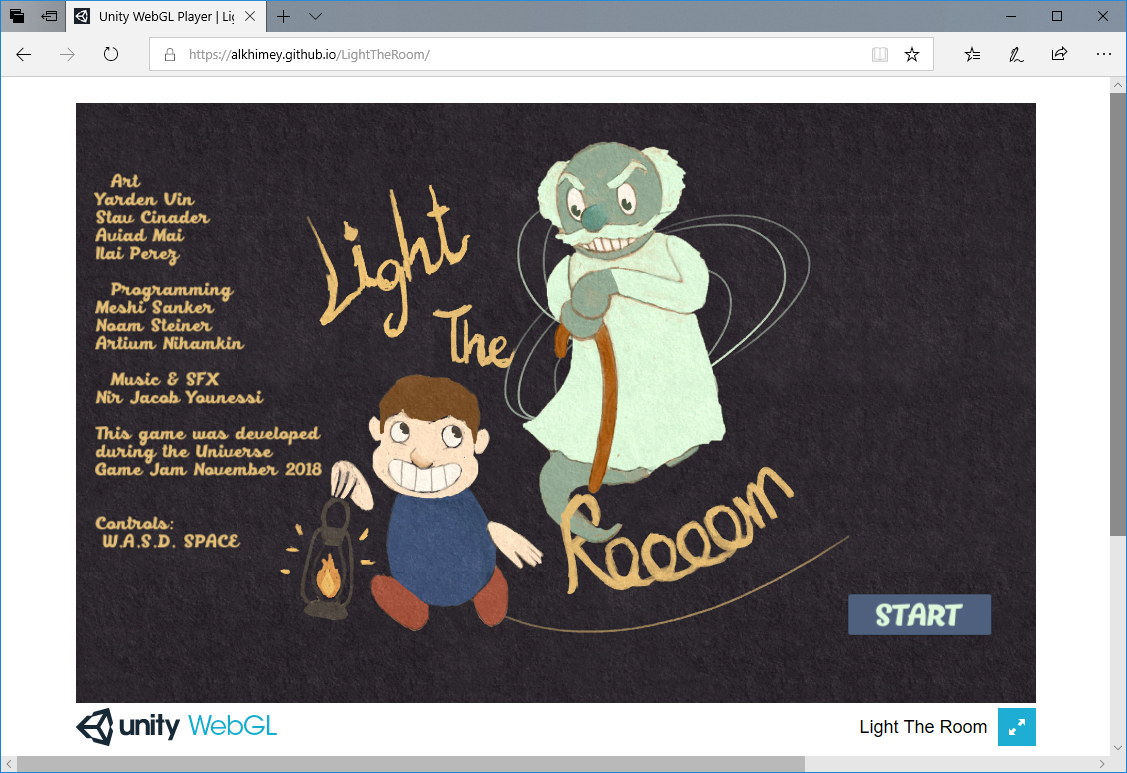 Unity WebGL Player | Li
https://alkhimey.github.io/LightTheRoom/
Art
Yarden Vin
Stav Cinader
Aviad Mai
Ilai Perez
Programming
Meshi Sanker
Noam Steiner
Artium Nihamkin
Music & SFX
Nir Jacob Younessi
This game was developed
during the Universe
Game Jam November 2018
Controls:
W.A.S.D. SPACE
Light
The
Roooom
START
unity WebGL
Light The Room